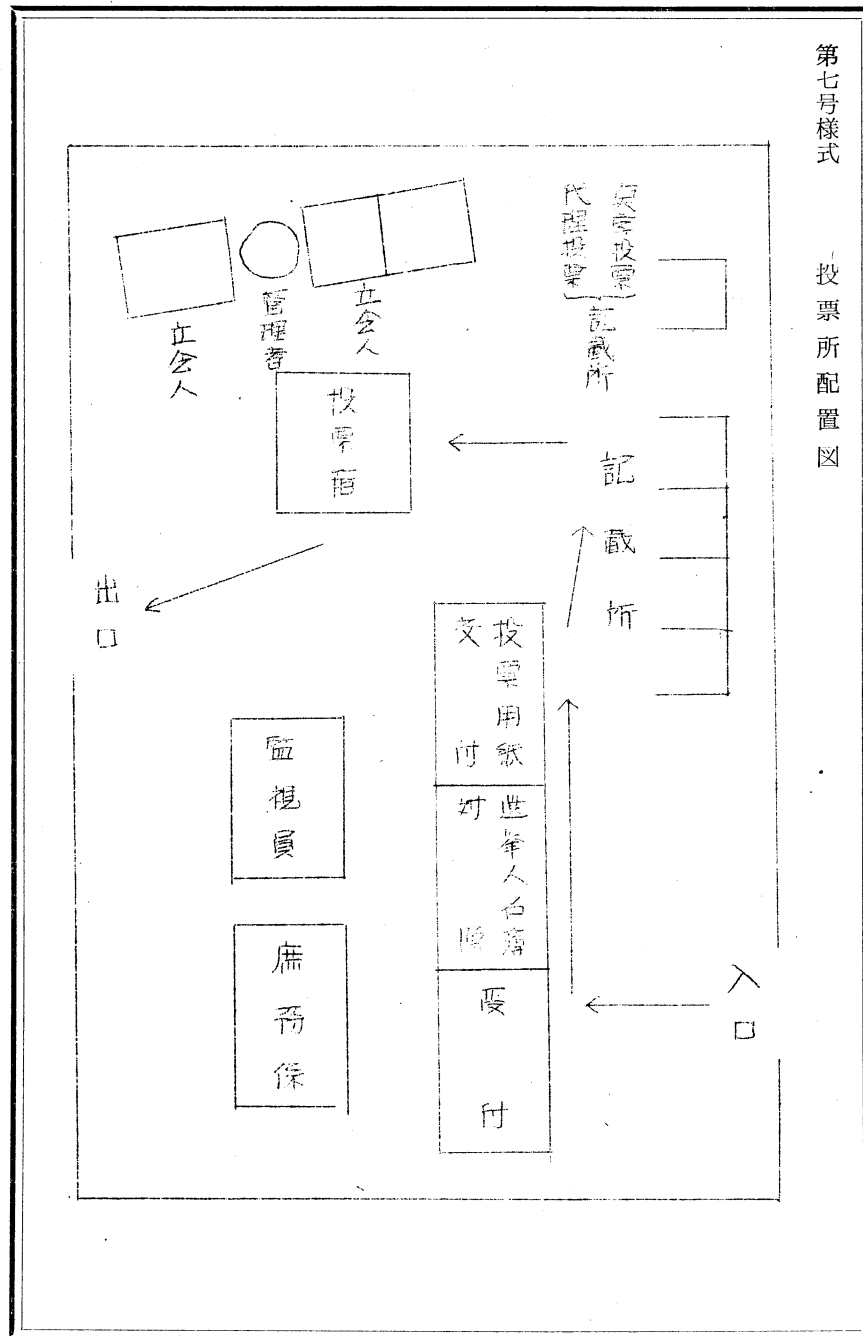 第七号様式　投票所配置図
点字投票
代理投票
記載所
記載所
立会人
管理者
立会人
投票箱
出口
投票用紙
交付
選挙人名簿
対照
受付
入口
監視員
庶務係